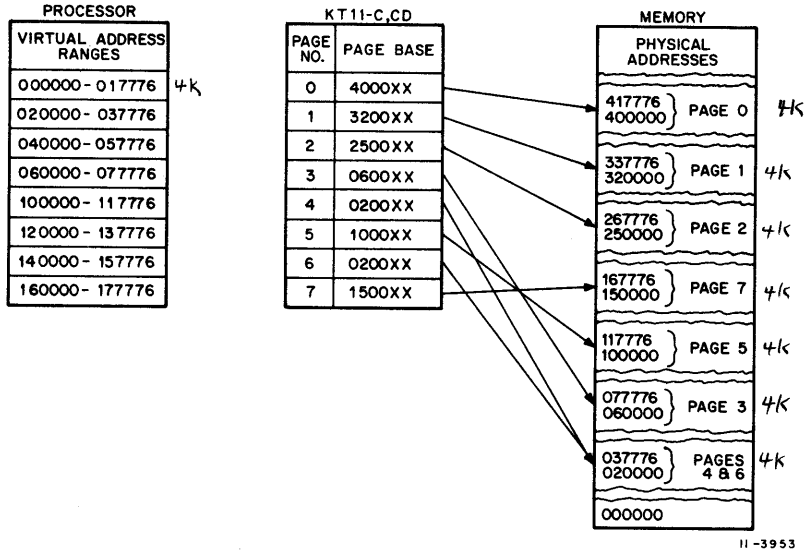 PROCESSOR
VIRTUAL ADDRESS
RANGES
000000-017776 4K
020000-037776
040000-057776
060000-077776
100000-117776
120000-137776
140000-157776
160000-177776
KT11-C,CD
PAGE NO. PAGE BASE
0 4000XX
1 3200XX
2 2500XX
3 0600XX
4 0200XX
5 1000XX
6 0200XX
7 1500XX
MEMORY
PHYSICAL
ADDRESSES
417776
400000 } PAGE 0 4K
337776
320000 } PAGE 1 4K
267776
250000 } PAGE 2 4K
167776
150000 } PAGE 7 4K
117776
100000 } PAGE 5 4K
077776
060000 } PAGE 3 4K
037776
020000 } PAGES 4 & 6 4K
000000
11-3953